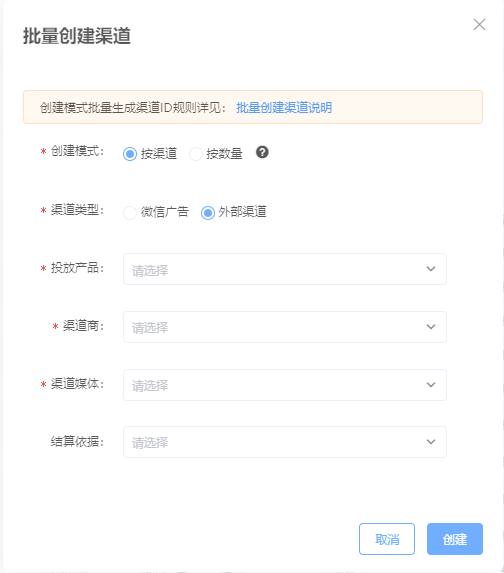 批量创建渠道
创建模式批量生成渠道ID规则详见： 批量创建渠道说明
* 创建模式： 按渠道 按数量 ?
* 渠道类型： 微信广告 外部渠道
* 投放产品： 请选择
* 渠道商： 请选择
* 渠道媒体： 请选择
结算依据： 请选择
取消 创建